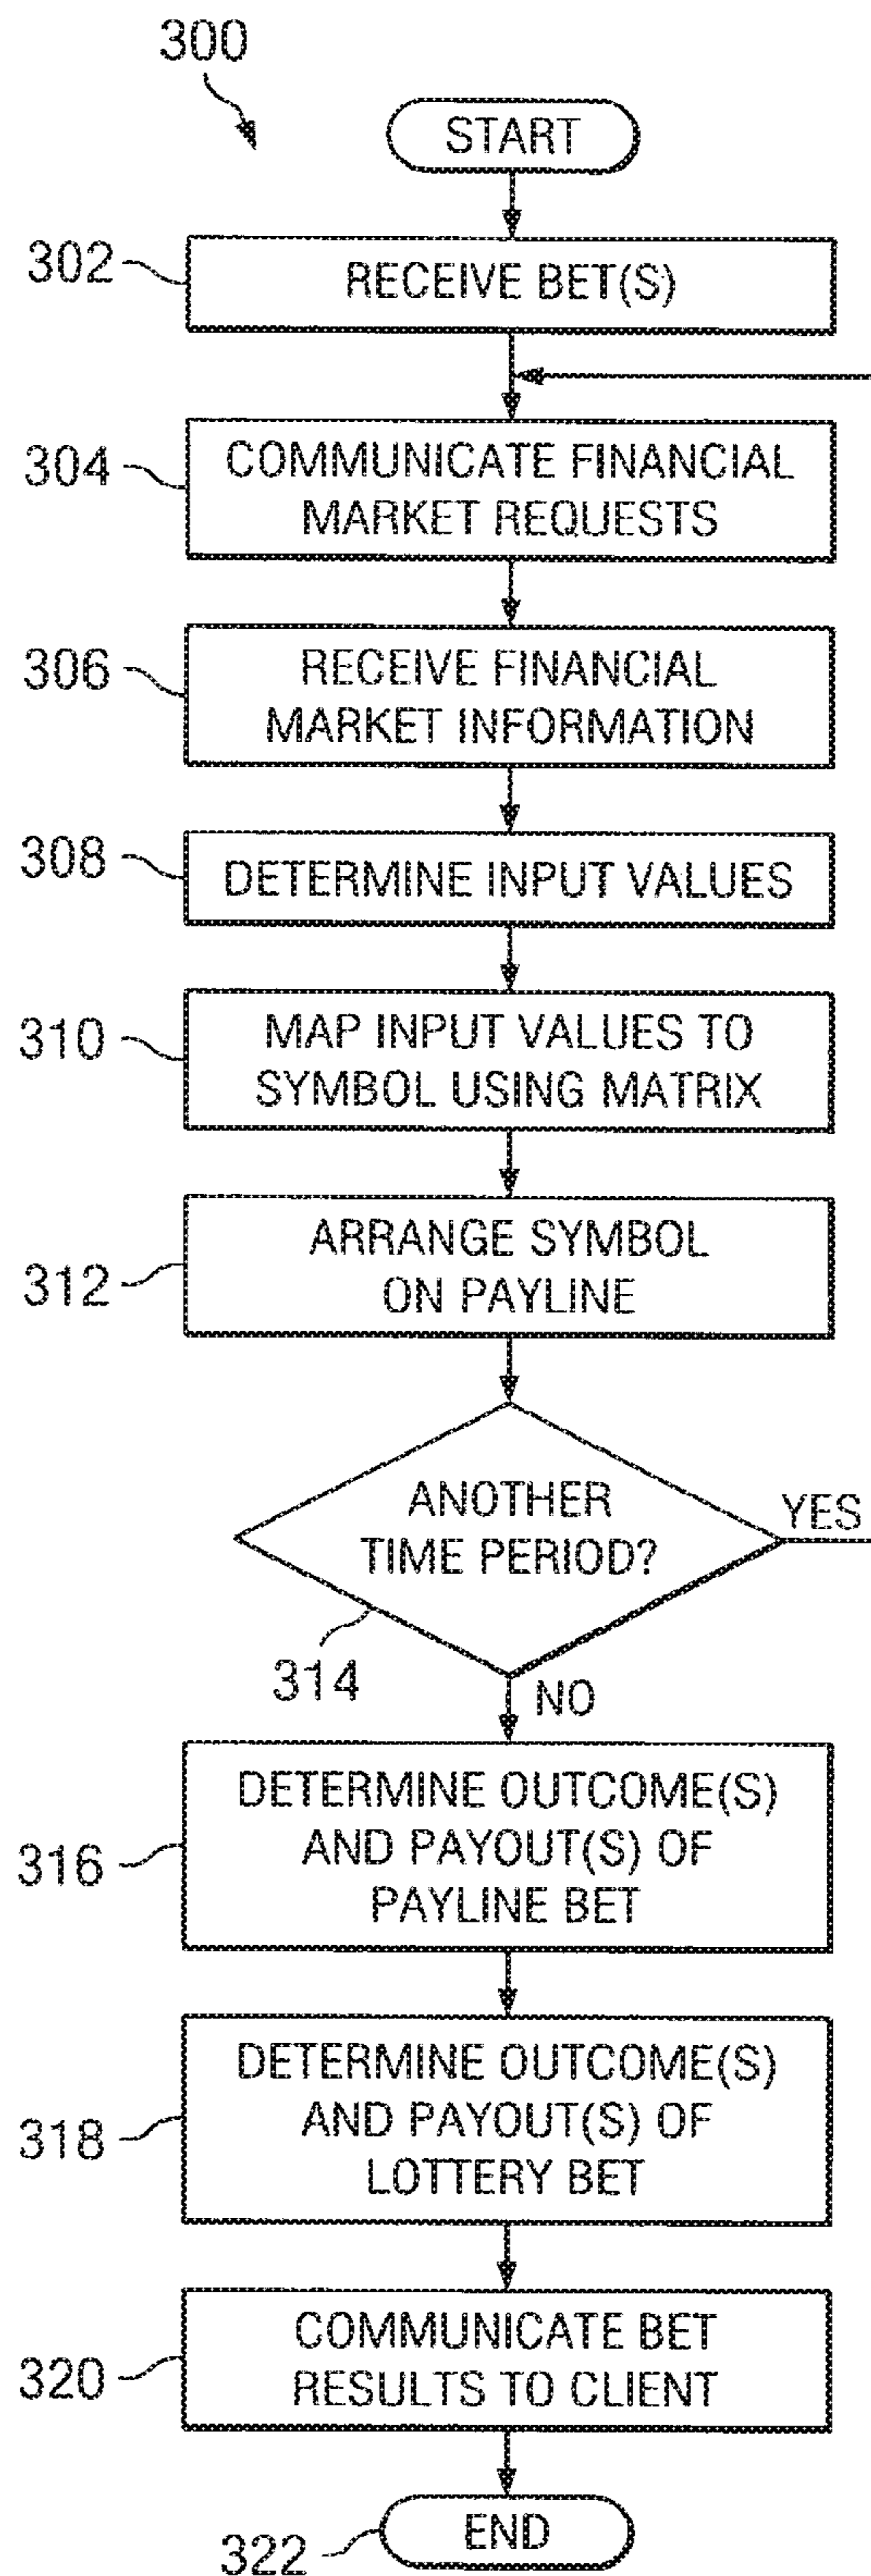 300
START
302
RECEIVE BET(S)
304
COMMUNICATE FINANCIAL
MARKET REQUESTS
306
RECEIVE FINANCIAL
MARKET INFORMATION
308
DETERMINE INPUT VALUES
310
MAP INPUT VALUES TO
SYMBOL USING MATRIX
312
ARRANGE SYMBOL
ON PAYLINE
ANOTHER
TIME PERIOD?
YES
314
NO
316
DETERMINE OUTCOME(S)
AND PAYOUT(S) OF
PAYLINE BET
318
DETERMINE OUTCOME(S)
AND PAYOUT(S) OF
LOTTERY BET
320
COMMUNICATE BET
RESULTS TO CLIENT
322
END